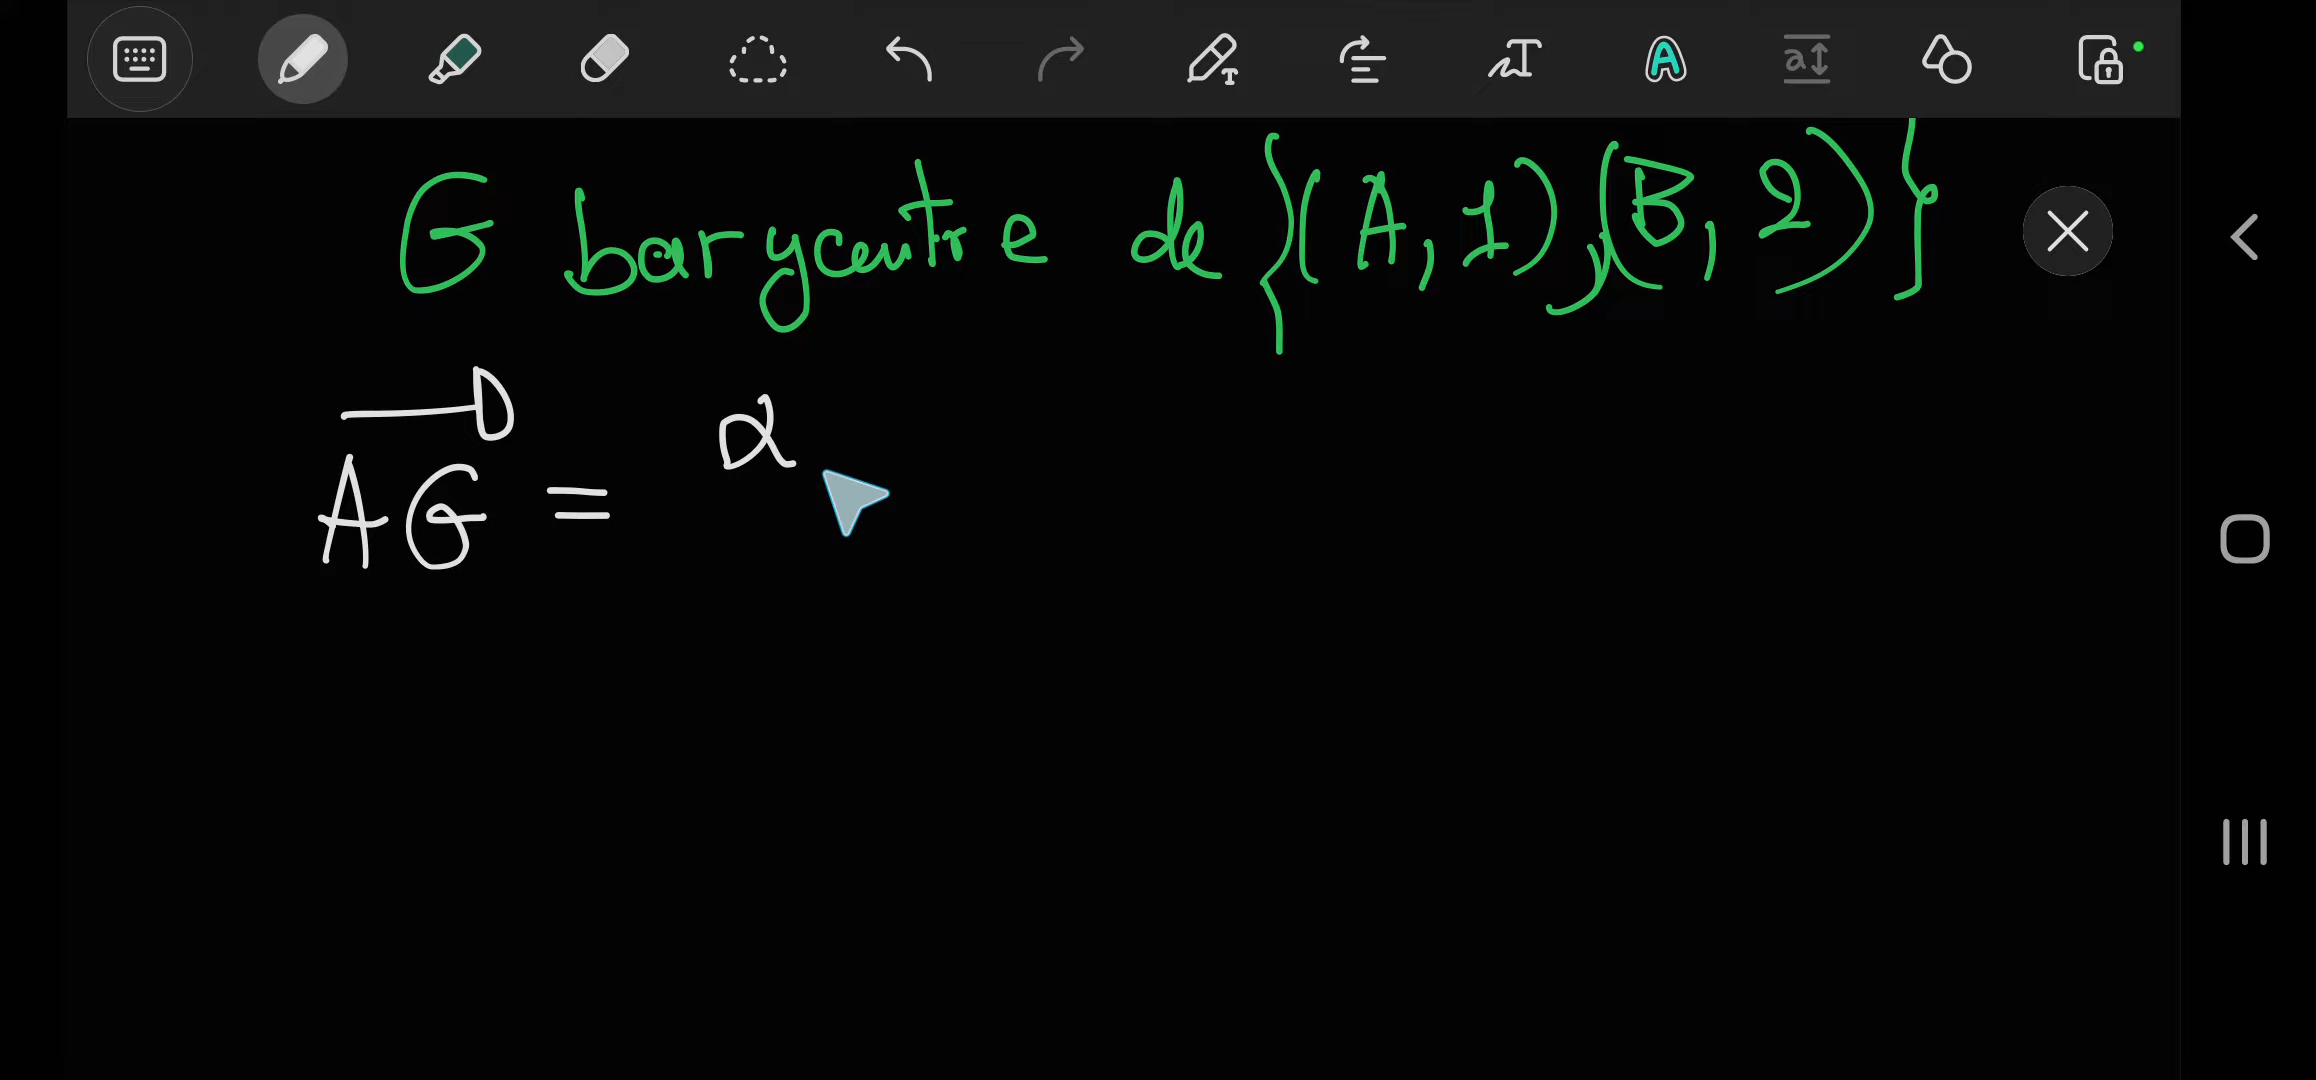 G barycentre de {(A, 1), (B, 2)}
AG = α